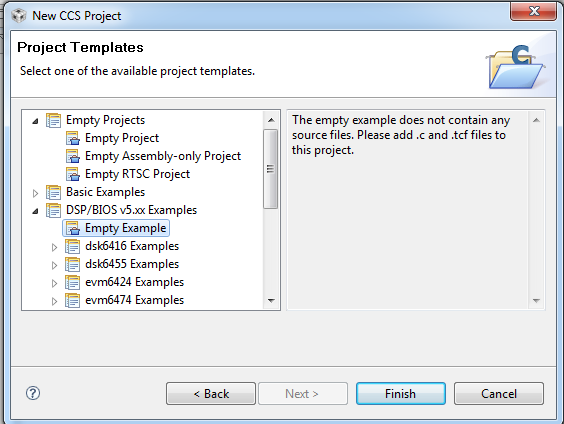 New CCS Project
Project Templates
Select one of the available project templates.
Empty Projects
Empty Project
Empty Assembly-only Project
Empty RTSC Project
Basic Examples
DSP/BIOS v5.xx Examples
Empty Example
dsk6416 Examples
dsk6455 Examples
evm6424 Examples
evm6474 Examples
The empty example does not contain any
source files. Please add .c and .tcf files to
this project.
?
< Back
Next >
Finish
Cancel